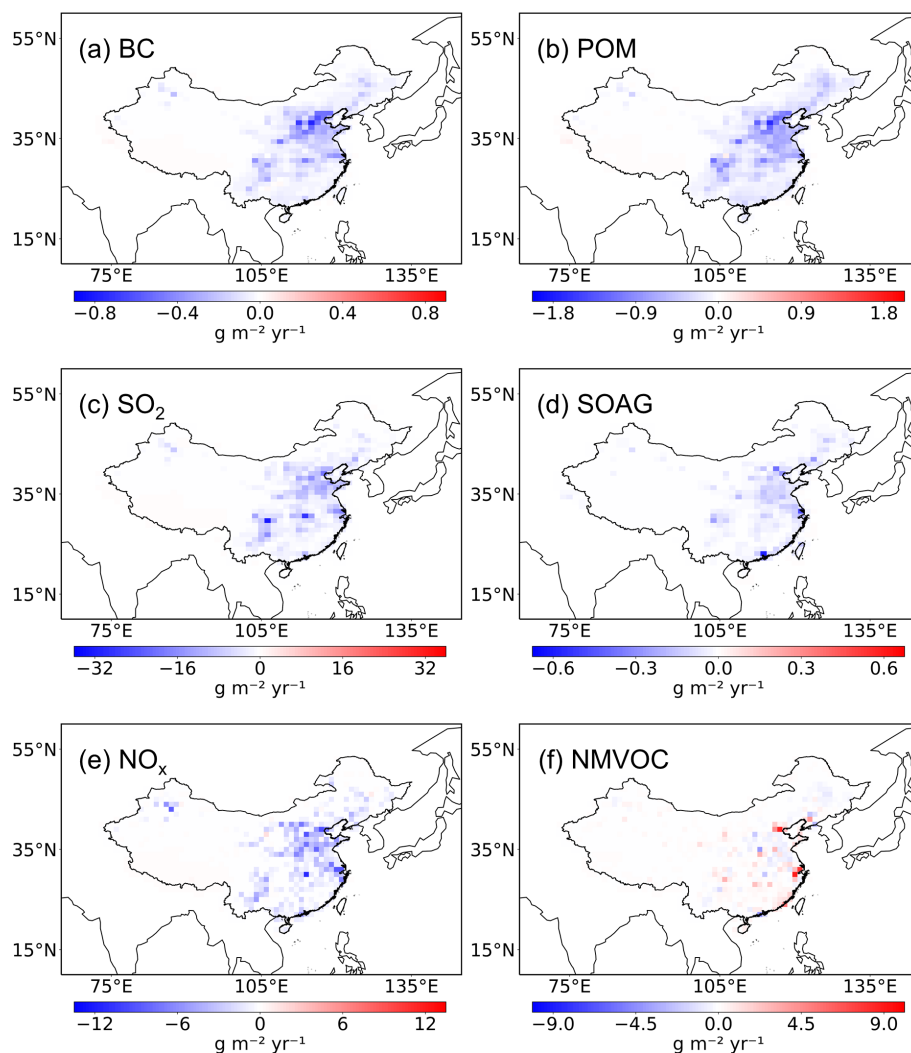 (a) BC
55°N
35°N
15°N
75°E 105°E 135°E
−0.8 −0.4 0.0 0.4 0.8
g m⁻² yr⁻¹
(b) POM
55°N
35°N
15°N
75°E 105°E 135°E
−1.8 −0.9 0.0 0.9 1.8
g m⁻² yr⁻¹
(c) SO₂
55°N
35°N
15°N
75°E 105°E 135°E
−32 −16 0 16 32
g m⁻² yr⁻¹
(d) SOAG
55°N
35°N
15°N
75°E 105°E 135°E
−0.6 −0.3 0.0 0.3 0.6
g m⁻² yr⁻¹
(e) NOₓ
55°N
35°N
15°N
75°E 105°E 135°E
−12 −6 0 6 12
g m⁻² yr⁻¹
(f) NMVOC
55°N
35°N
15°N
75°E 105°E 135°E
−9.0 −4.5 0.0 4.5 9.0
g m⁻² yr⁻¹